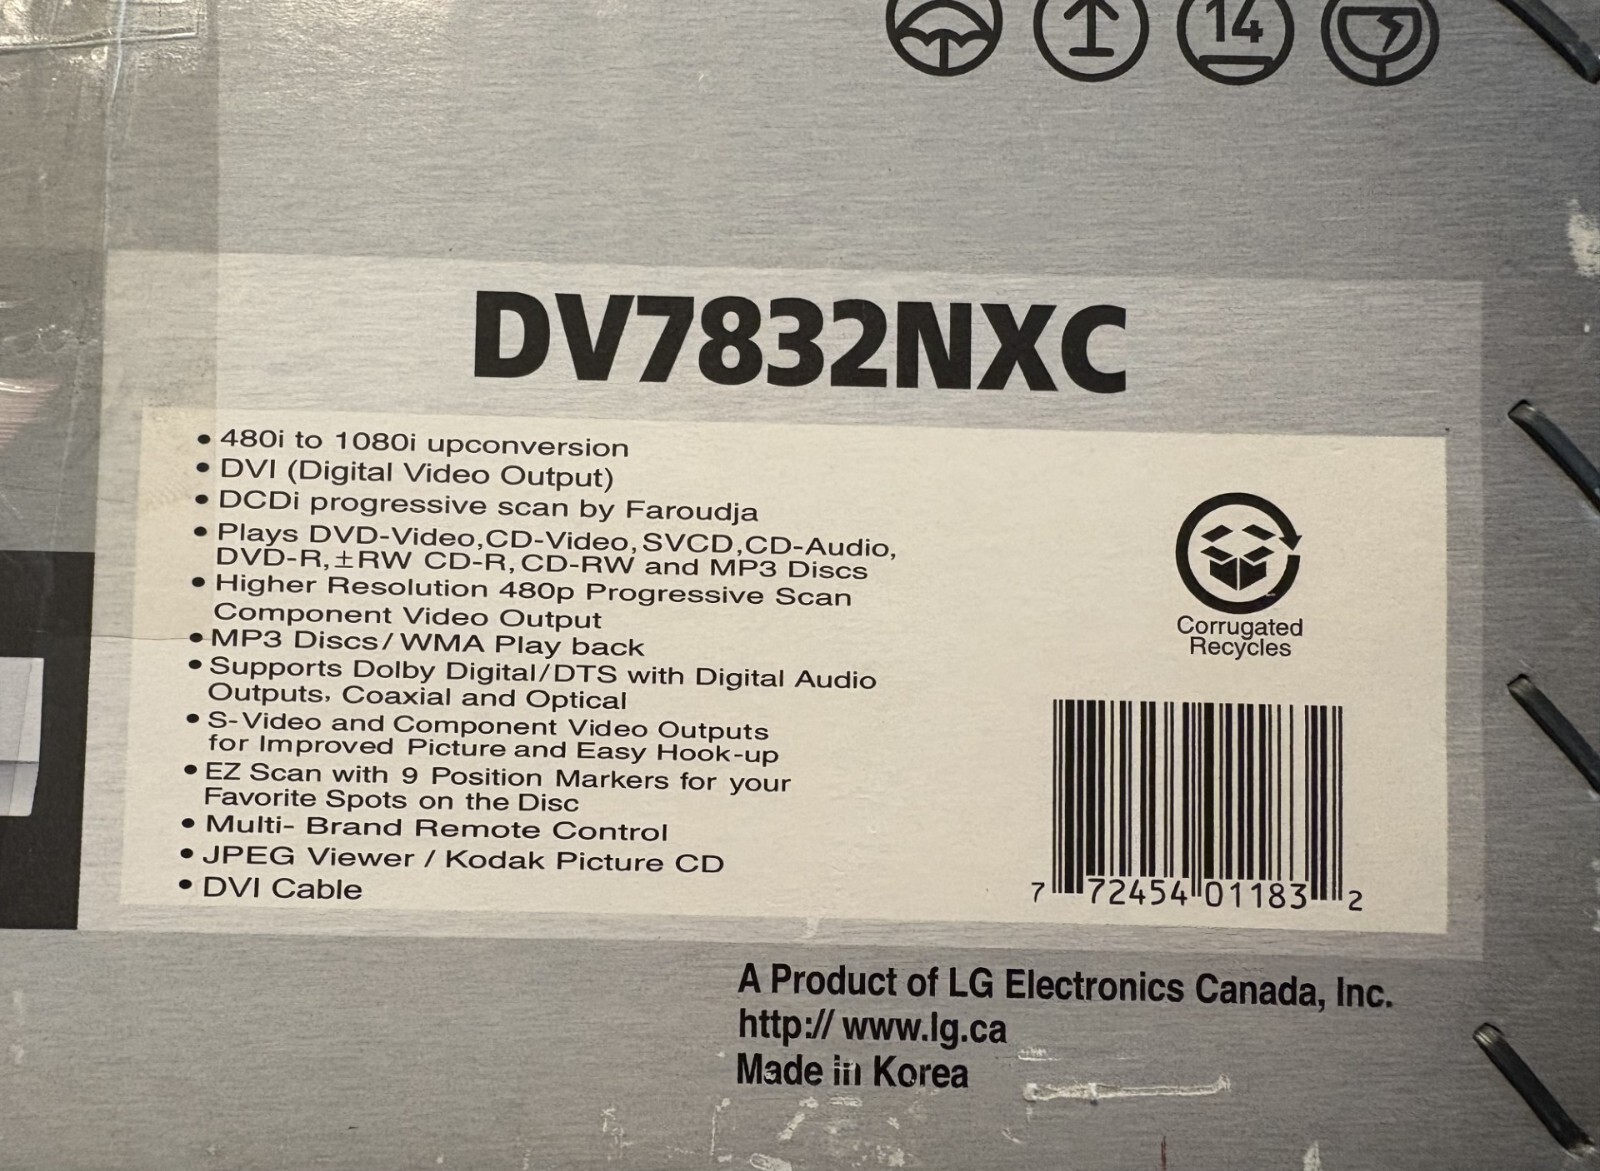 14
DV7832NXC
• 480i to 1080i upconversion
• DVI (Digital Video Output)
• DCDi progressive scan by Faroudja
• Plays DVD-Video,CD-Video,SVCD,CD-Audio,
DVD-R,±RW CD-R,CD-RW and MP3 Discs
• Higher Resolution 480p Progressive Scan
Component Video Output
• MP3 Discs/WMA Play back
• Supports Dolby Digital/DTS with Digital Audio
Outputs, Coaxial and Optical
• S-Video and Component Video Outputs
for Improved Picture and Easy Hook-up
• EZ Scan with 9 Position Markers for your
Favorite Spots on the Disc
• Multi- Brand Remote Control
• JPEG Viewer / Kodak Picture CD
• DVI Cable
Corrugated
Recycles
7 72454 01183 2
A Product of LG Electronics Canada, Inc.
http:// www.lg.ca
Made in Korea